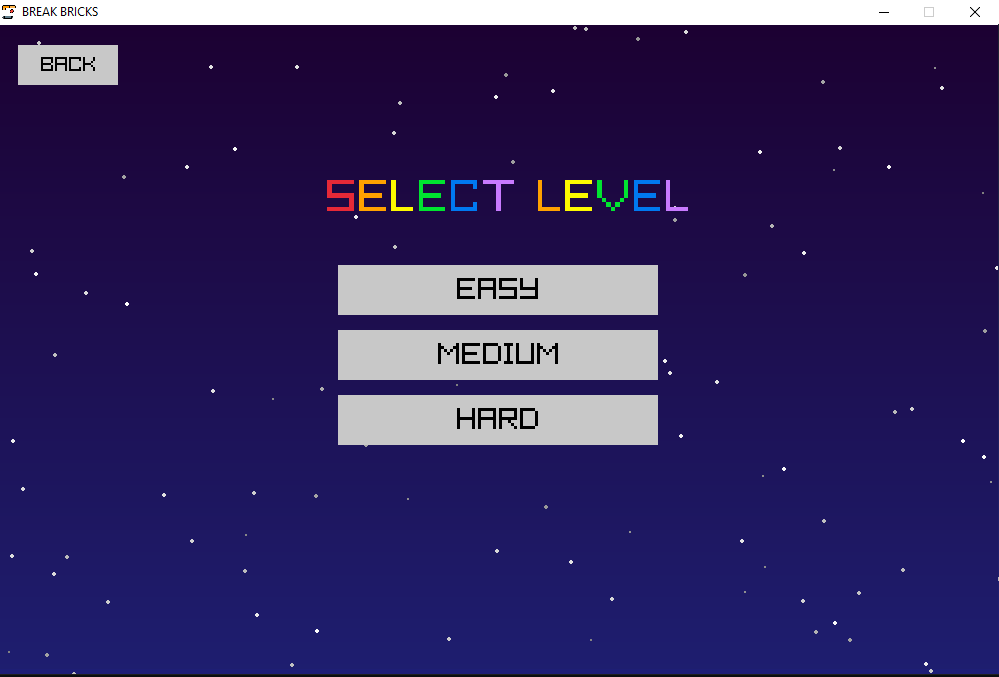 BREAK BRICKS
BACK
SELECT LEVEL
EASY
MEDIUM
HARD